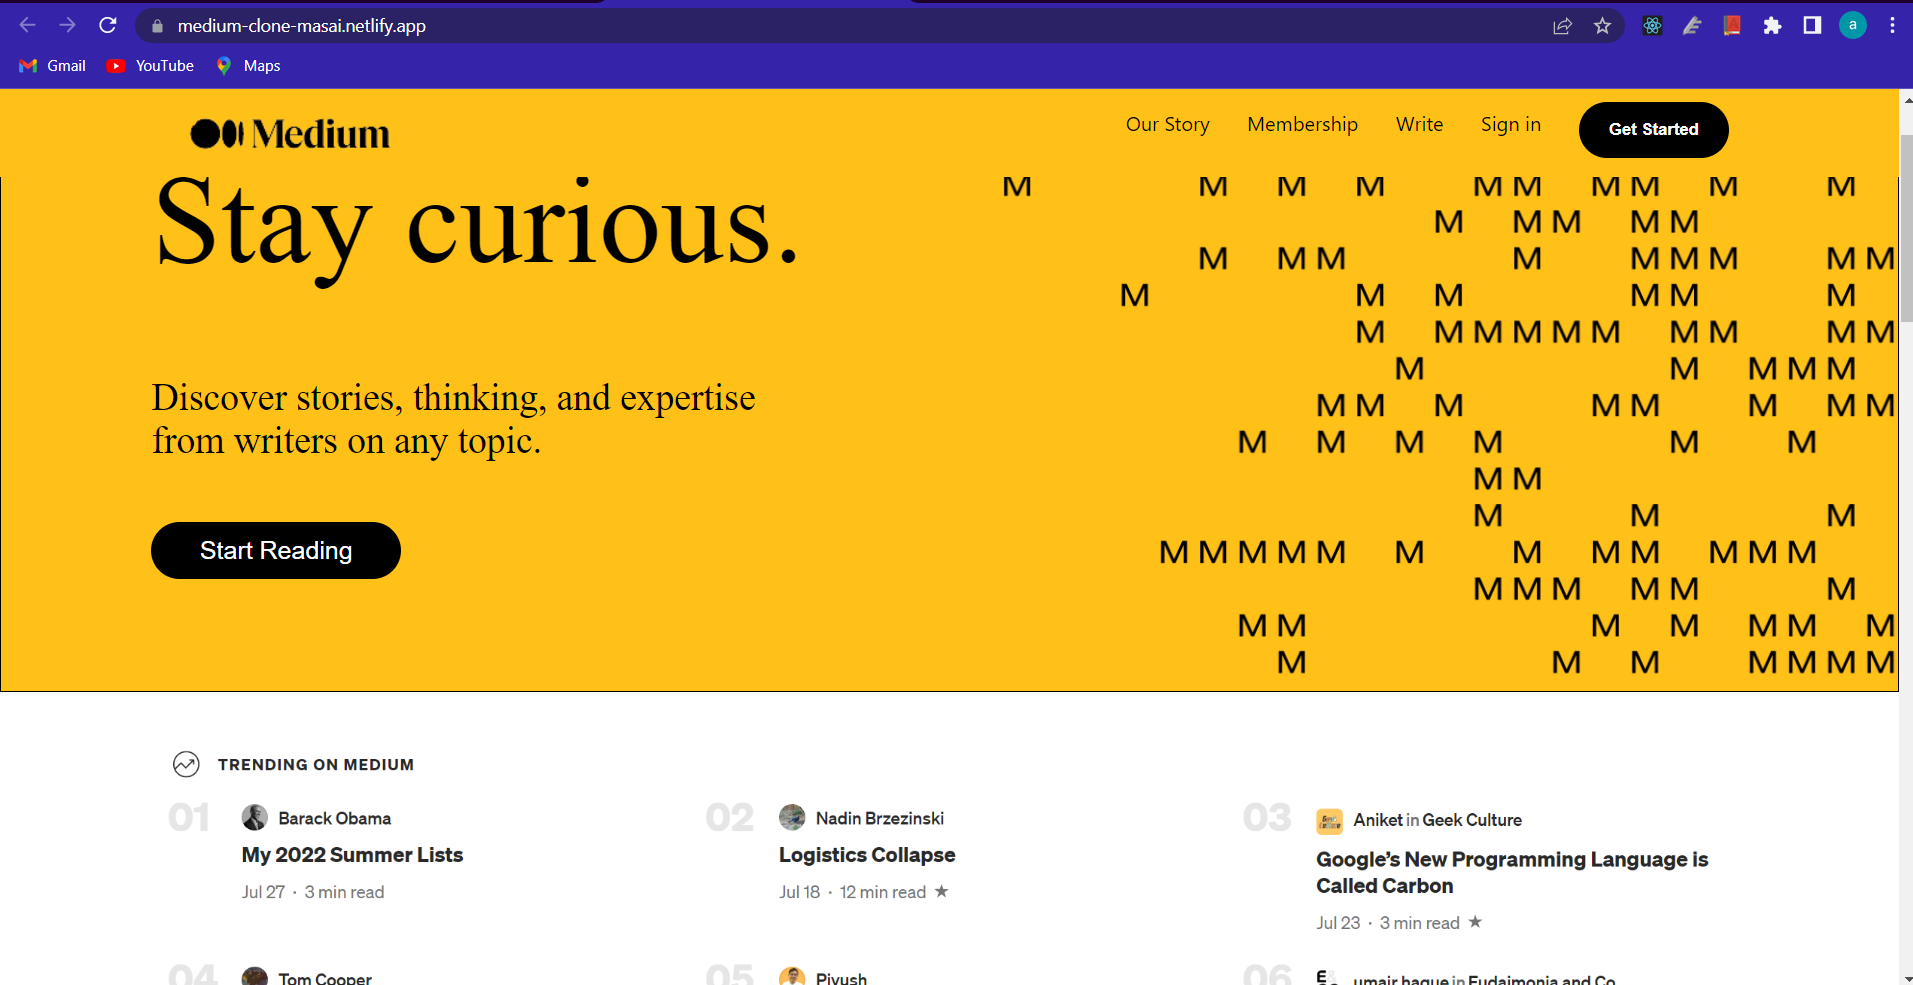 medium-clone-masai.netlify.app
a
Gmail YouTube Maps
Medium
Our Story Membership Write Sign in Get Started
Stay curious.
M M M M M M M M M M
M M M M M
M M M M M M M M M
M M M M M M
M M M M M M M M M M
M M M M M
M M M M M M M M
M M M M M M
M M
M M M
M M M M M M M M M M M M
M M M M M M
M M M M M M M
M M M M M M M
Discover stories, thinking, and expertise
from writers on any topic.
Start Reading
TRENDING ON MEDIUM
01 Barack Obama
My 2022 Summer Lists
Jul 27 · 3 min read
02 Nadin Brzezinski
Logistics Collapse
Jul 18 · 12 min read ★
03 Aniket in Geek Culture
Google’s New Programming Language is
Called Carbon
Jul 23 · 3 min read ★
04 Tom Cooper
05 Piyush
06 umair haque in Eudaimonia and Co